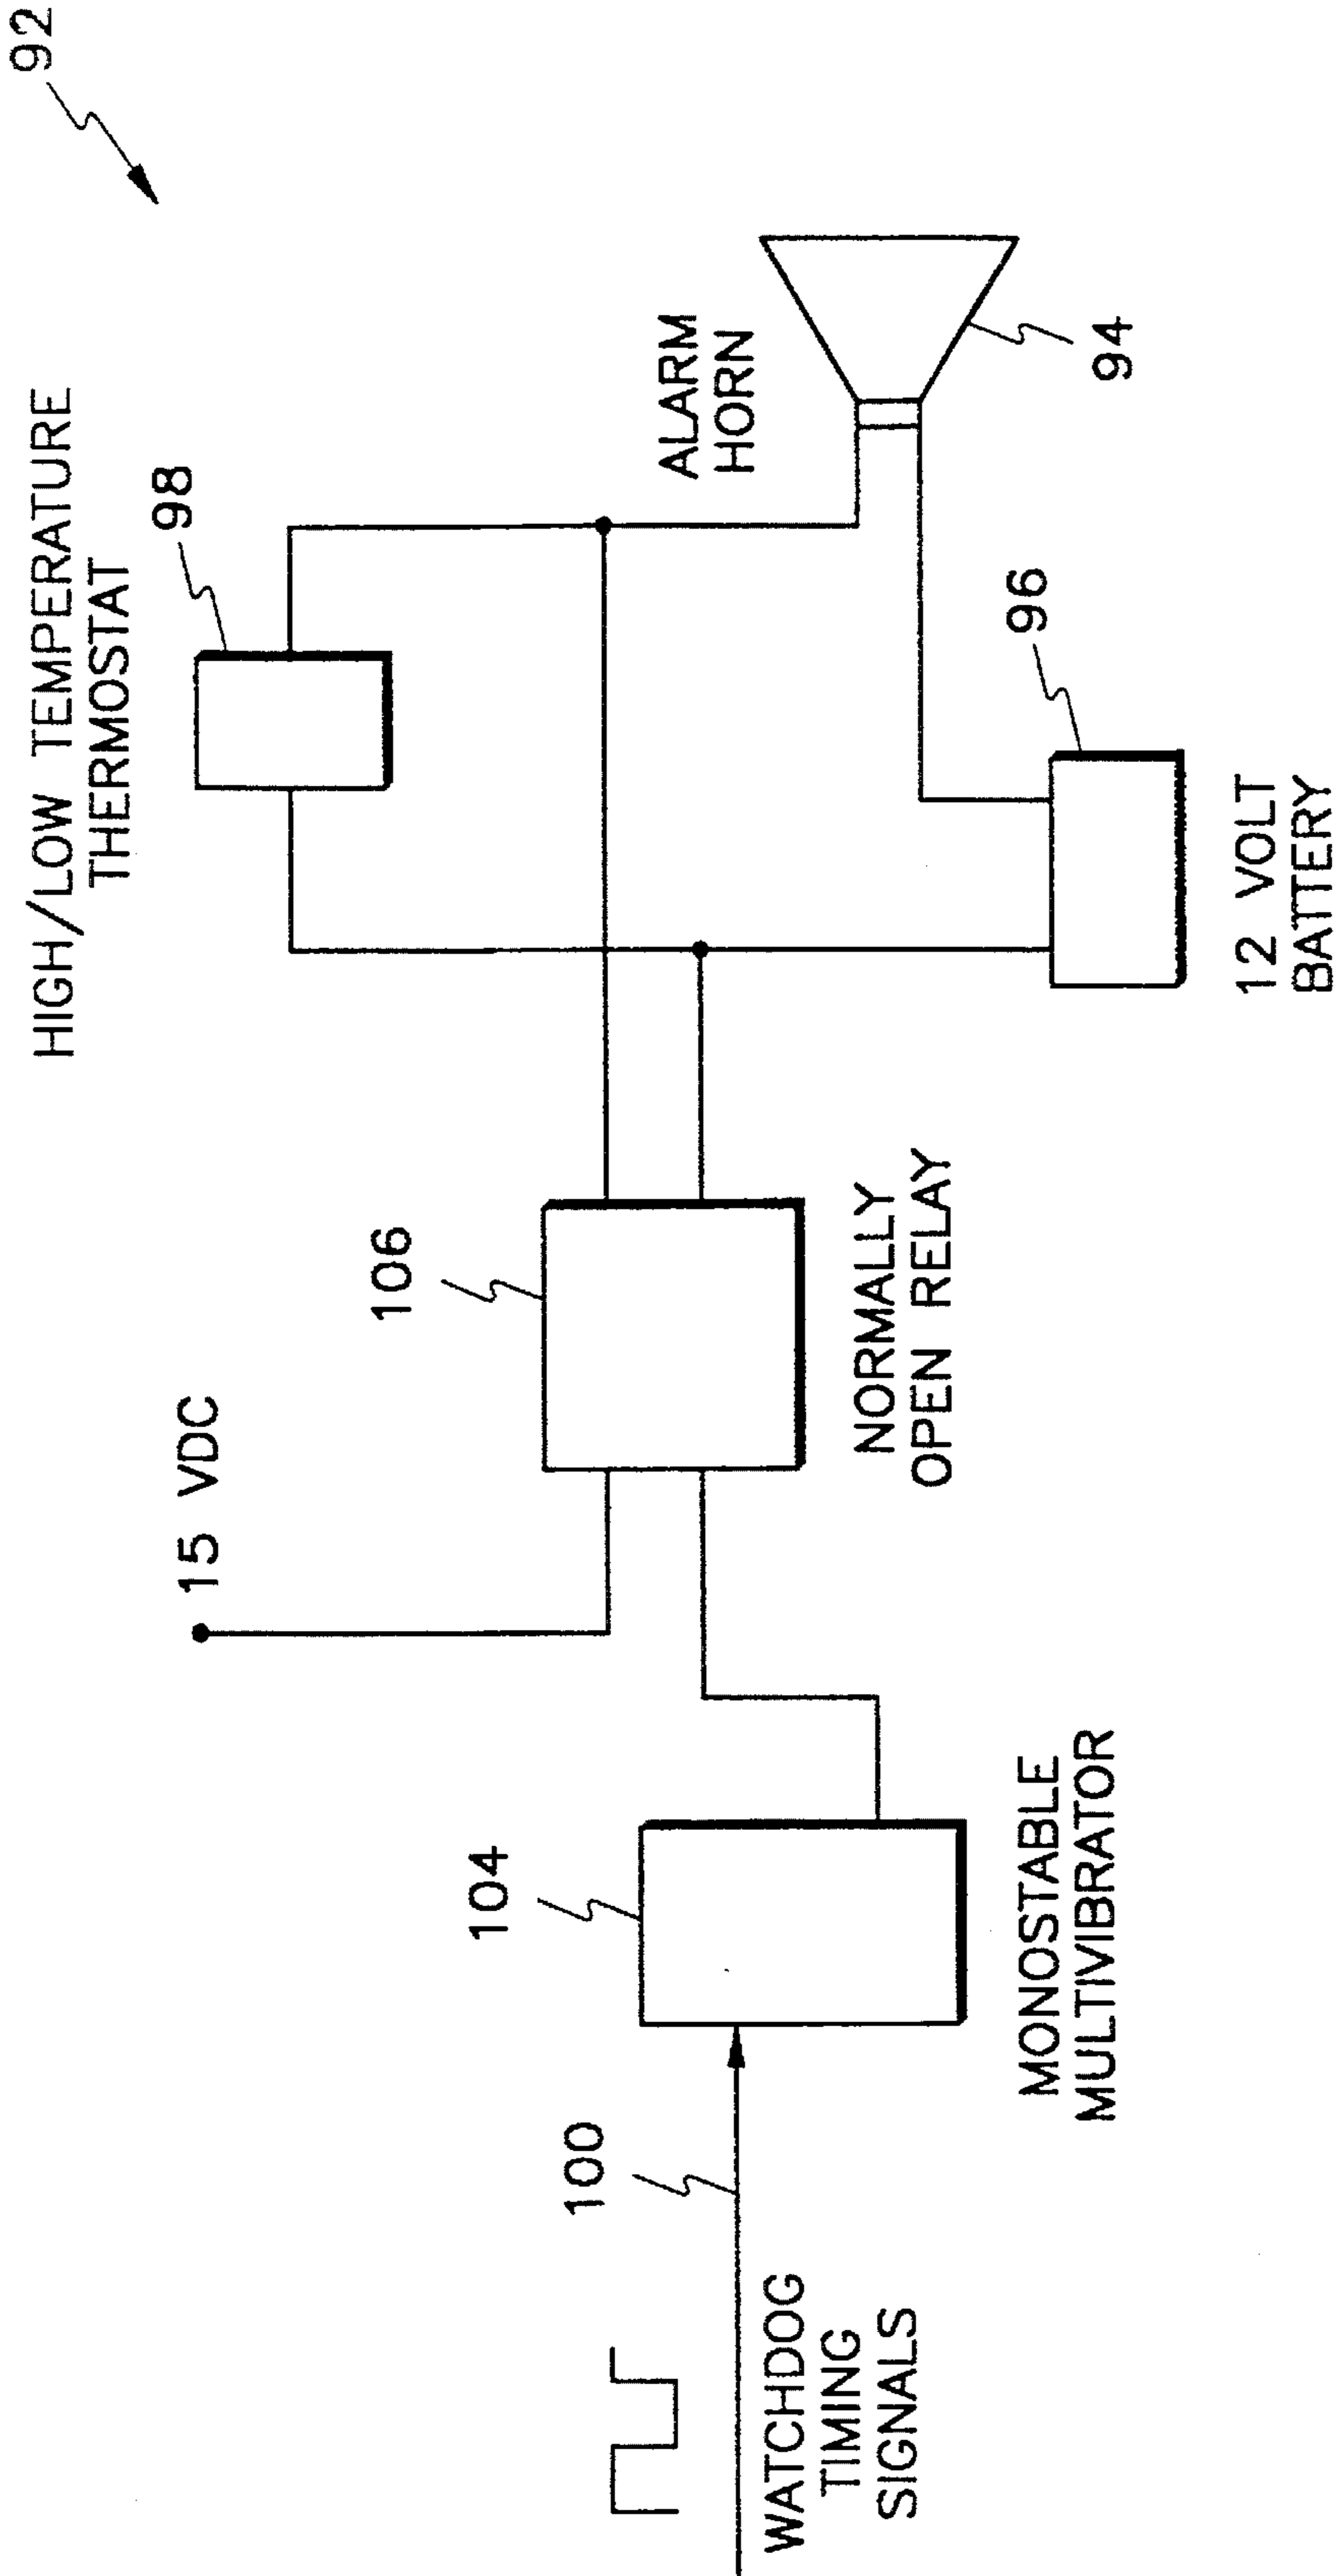 92
HIGH/LOW TEMPERATURE
THERMOSTAT
98
15 VDC
106
ALARM
HORN
94
104
NORMALLY
OPEN RELAY
96
12 VOLT
BATTERY
100
WATCHDOG
TIMING
SIGNALS
MONOSTABLE
MULTIVIBRATOR